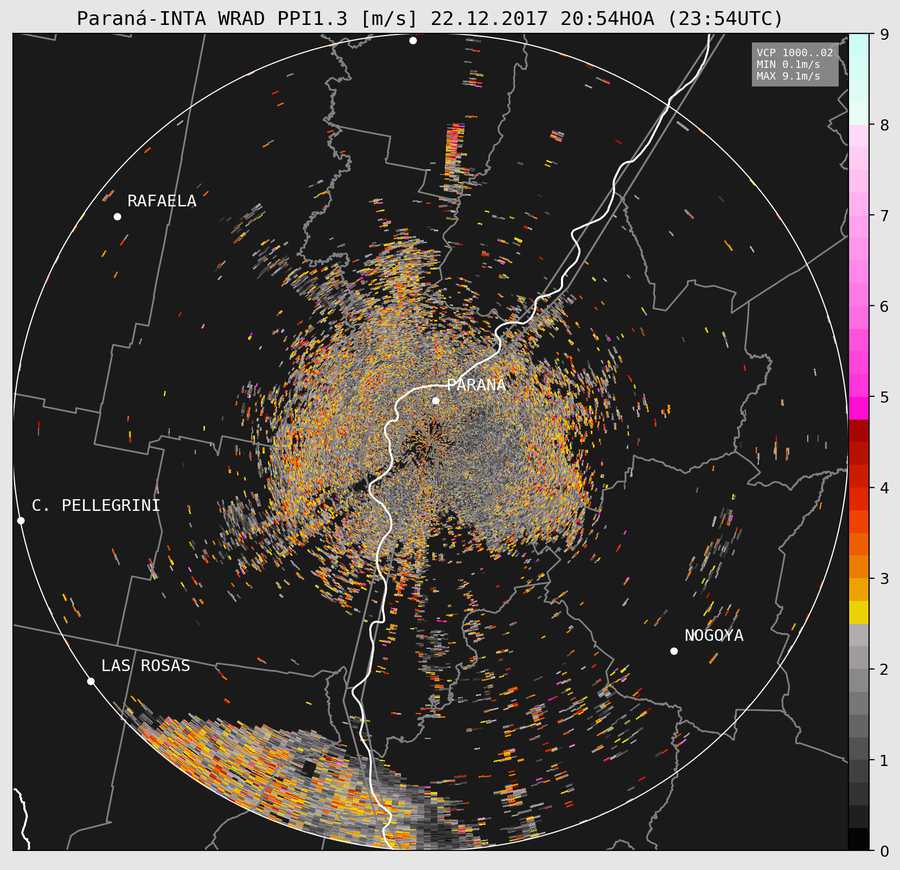 Paraná-INTA WRAD PPI1.3 [m/s] 22.12.2017 20:54HOA (23:54UTC)
VCP 1000..02
MIN 0.1m/s
MAX 9.1m/s
RAFAELA
PARANÁ
C. PELLEGRINI
NOGOYA
LAS ROSAS
9
8
7
6
5
4
3
2
1
0